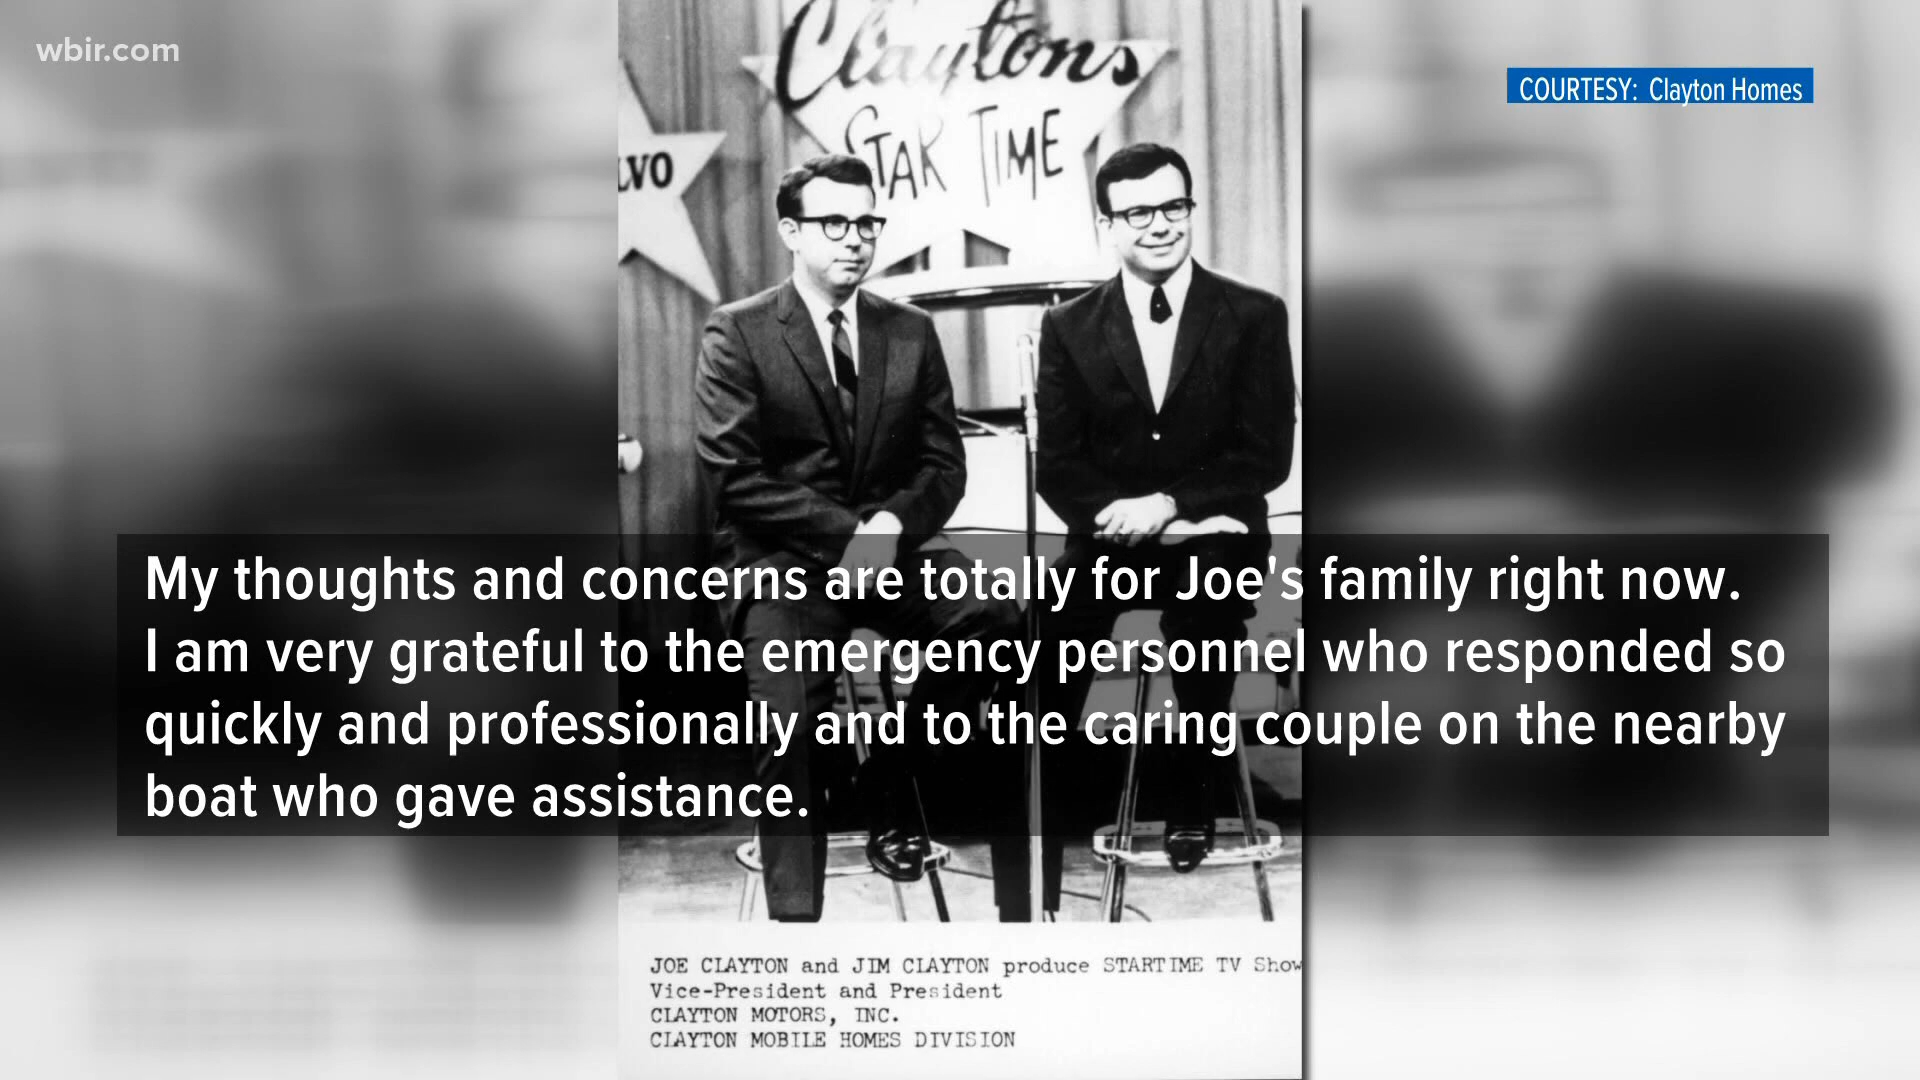 wbir.com
COURTESY: Clayton Homes
Claytons
STAR TIME
LVO
My thoughts and concerns are totally for Joe's family right now.
I am very grateful to the emergency personnel who responded so
quickly and professionally and to the caring couple on the nearby
boat who gave assistance.
JOE CLAYTON and JIM CLAYTON produce STARTIME TV Show
Vice-President and President
CLAYTON MOTORS, INC.
CLAYTON MOBILE HOMES DIVISION